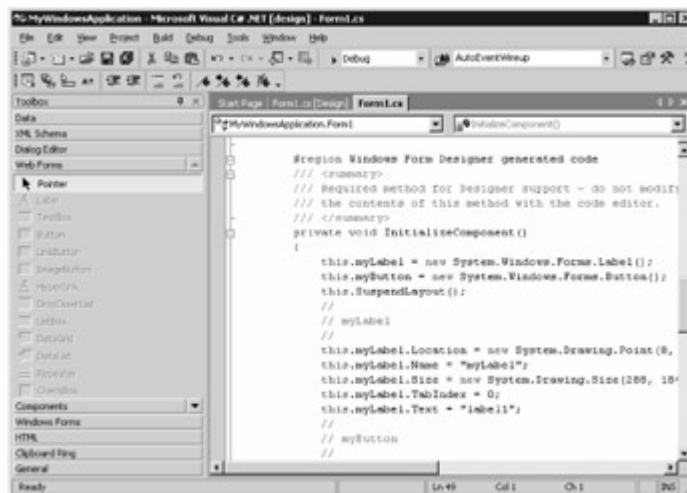 MyWindowsApplication - Microsoft Visual C# .NET [design] - Form1.cs
File Edit View Project Build Debug Tools Window Help
Debug AutoEventWireup
Toolbox
Start Page Form1.cs [Design] Form1.cs
Data
XML Schema
Dialog Editor
Web Forms
Pointer
Label
TextBox
Button
LinkButton
ImageButton
HyperLink
DropDownList
ListBox
DataGrid
DataList
Repeater
CheckBox
Components
Windows Forms
HTML
Clipboard Ring
General
MyWindowsApplication.Form1 InitializeComponent()
#region Windows Form Designer generated code
/// <summary>
/// Required method for Designer support - do not modify
/// the contents of this method with the code editor.
/// </summary>
private void InitializeComponent()
{
this.myLabel = new System.Windows.Forms.Label();
this.myButton = new System.Windows.Forms.Button();
this.SuspendLayout();
//
// myLabel
//
this.myLabel.Location = new System.Drawing.Point(8,
this.myLabel.Name = "myLabel";
this.myLabel.Size = new System.Drawing.Size(288,
this.myLabel.TabIndex = 0;
this.myLabel.Text = "label1";
//
// myButton
//
Ready Ln 49 Col 1 Ch 1 INS